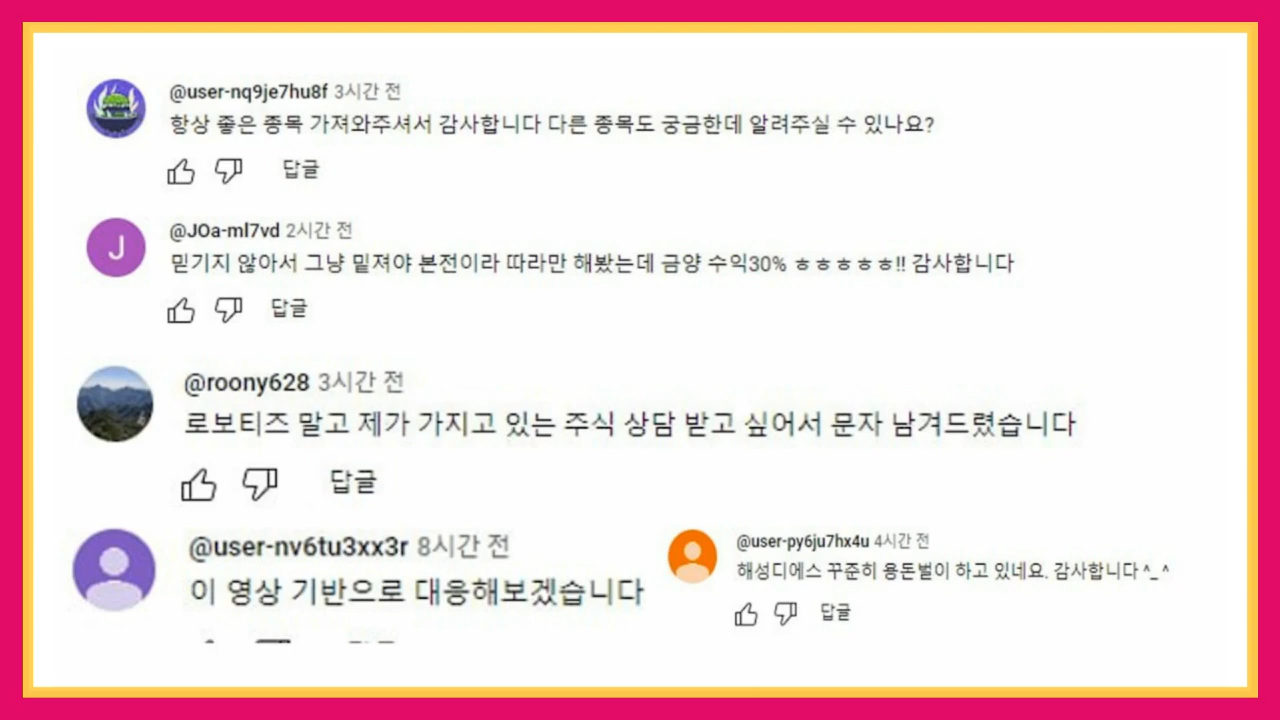 @user-nq9je7hu8f 3시간 전
항상 좋은 종목 가져와주셔서 감사합니다 다른 종목도 궁금한데 알려주실 수 있나요?
답글
J
@JOa-ml7vd 2시간 전
믿기지 않아서 그냥 밑져야 본전이라 따라만 해봤는데 금양 수익30% ㅎㅎㅎㅎㅎ!! 감사합니다
답글
@roony628 3시간 전
로보티즈 말고 제가 가지고 있는 주식 상담 받고 싶어서 문자 남겨드렸습니다
답글
@user-nv6tu3xx3r 8시간 전
이 영상 기반으로 대응해보겠습니다
@user-py6ju7hx4u 4시간 전
해성디에스 꾸준히 용돈벌이 하고 있네요. 감사합니다 ^_^
답글